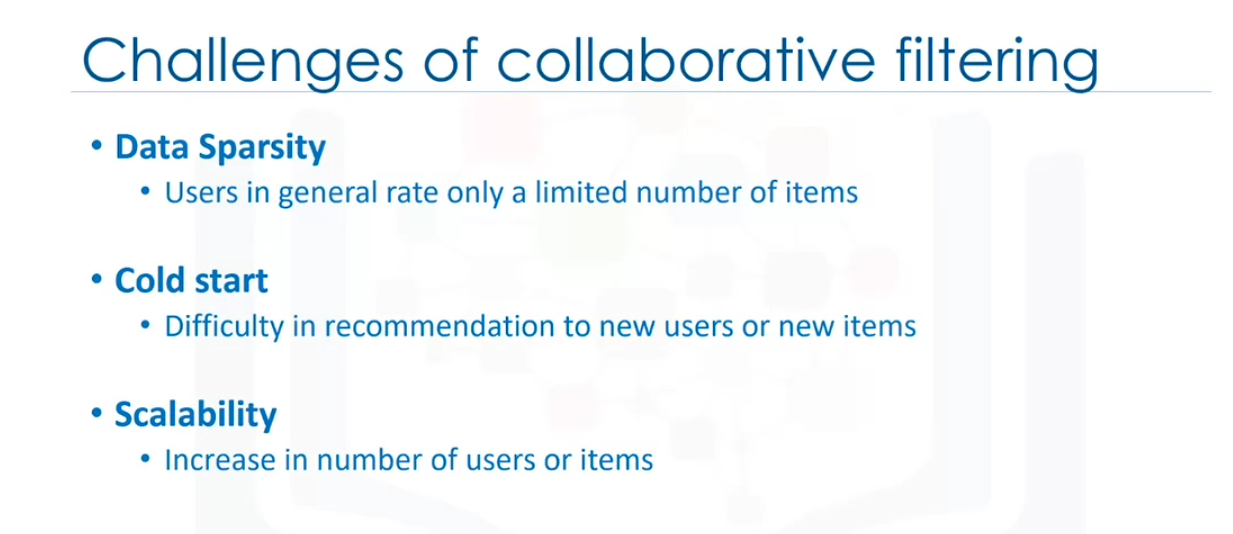 Challenges of collaborative filtering
• Data Sparsity
• Users in general rate only a limited number of items
• Cold start
• Difficulty in recommendation to new users or new items
• Scalability
• Increase in number of users or items